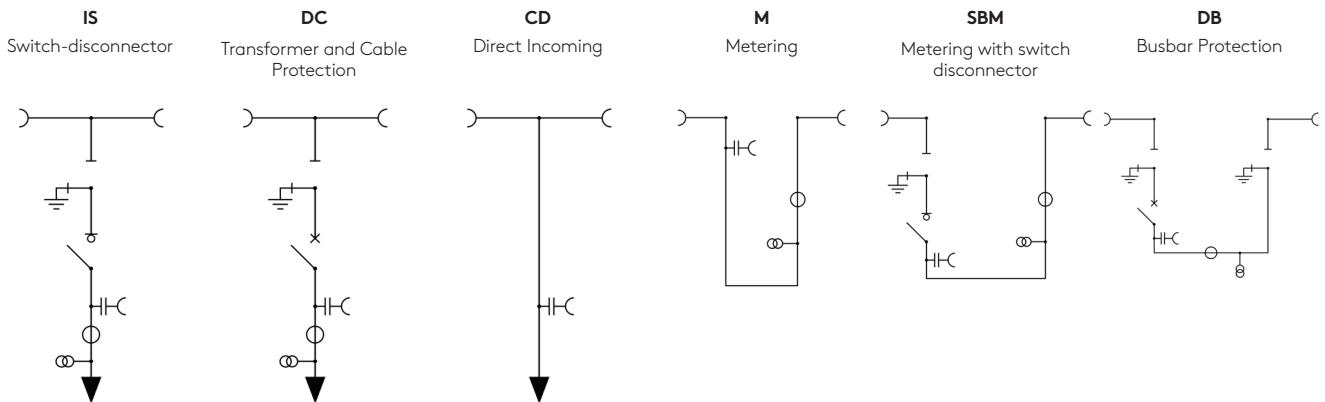 IS
Switch-disconnector
DC
Transformer and Cable
Protection
CD
Direct Incoming
M
Metering
SBM
Metering with switch
disconnector
DB
Busbar Protection